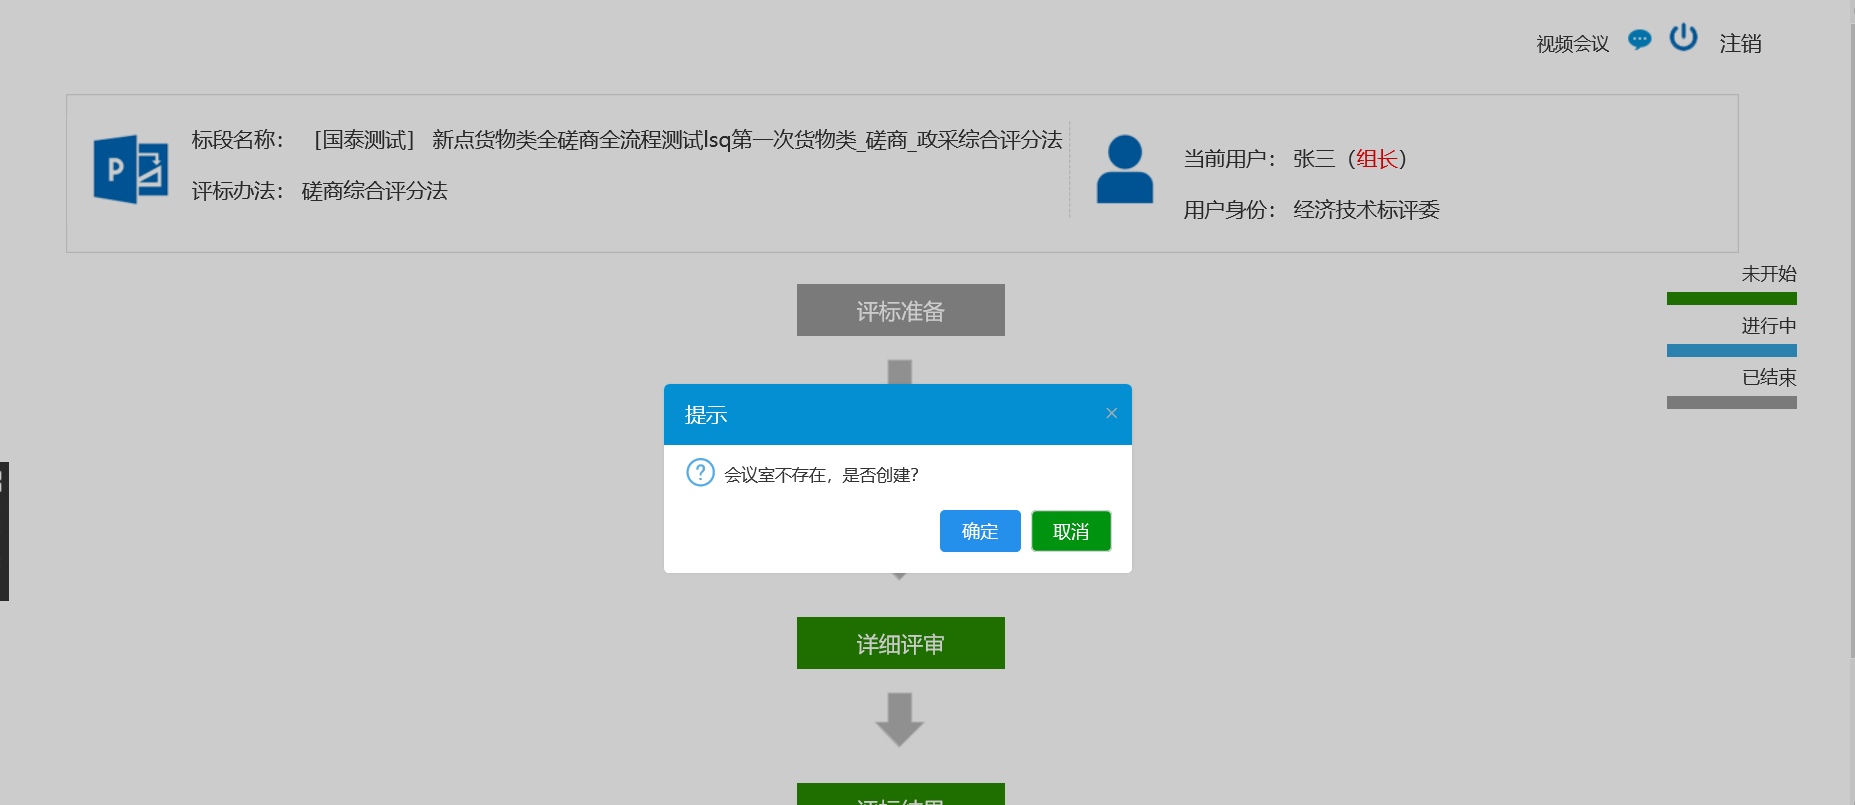 视频会议 注销
标段名称： [国泰测试] 新点货物类全磋商全流程测试lsq第一次货物类_磋商_政采综合评分法
评标办法： 磋商综合评分法
当前用户： 张三（组长）
用户身份： 经济技术标评委
未开始
进行中
已结束
评标准备
提示
会议室不存在，是否创建？
确定 取消
详细评审